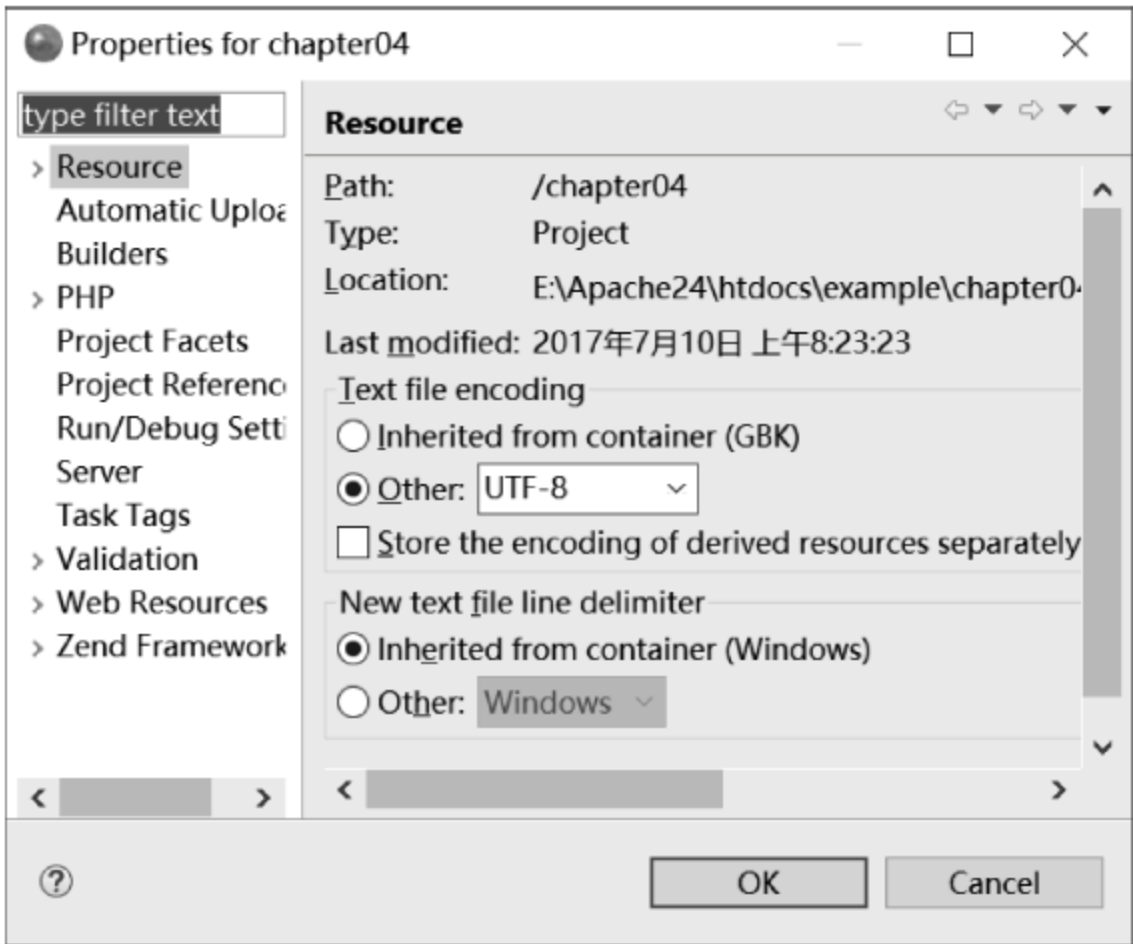 Properties for chapter04
type filter text
Resource
Automatic Uploa
Builders
PHP
Project Facets
Project Referenc
Run/Debug Setti
Server
Task Tags
Validation
Web Resources
Zend Framework
Resource
Path: /chapter04
Type: Project
Location: E:\Apache24\htdocs\example\chapter04
Last modified: 2017年7月10日 上午8:23:23
Text file encoding
Inherited from container (GBK)
Other: UTF-8
Store the encoding of derived resources separately
New text file line delimiter
Inherited from container (Windows)
Other: Windows
OK
Cancel